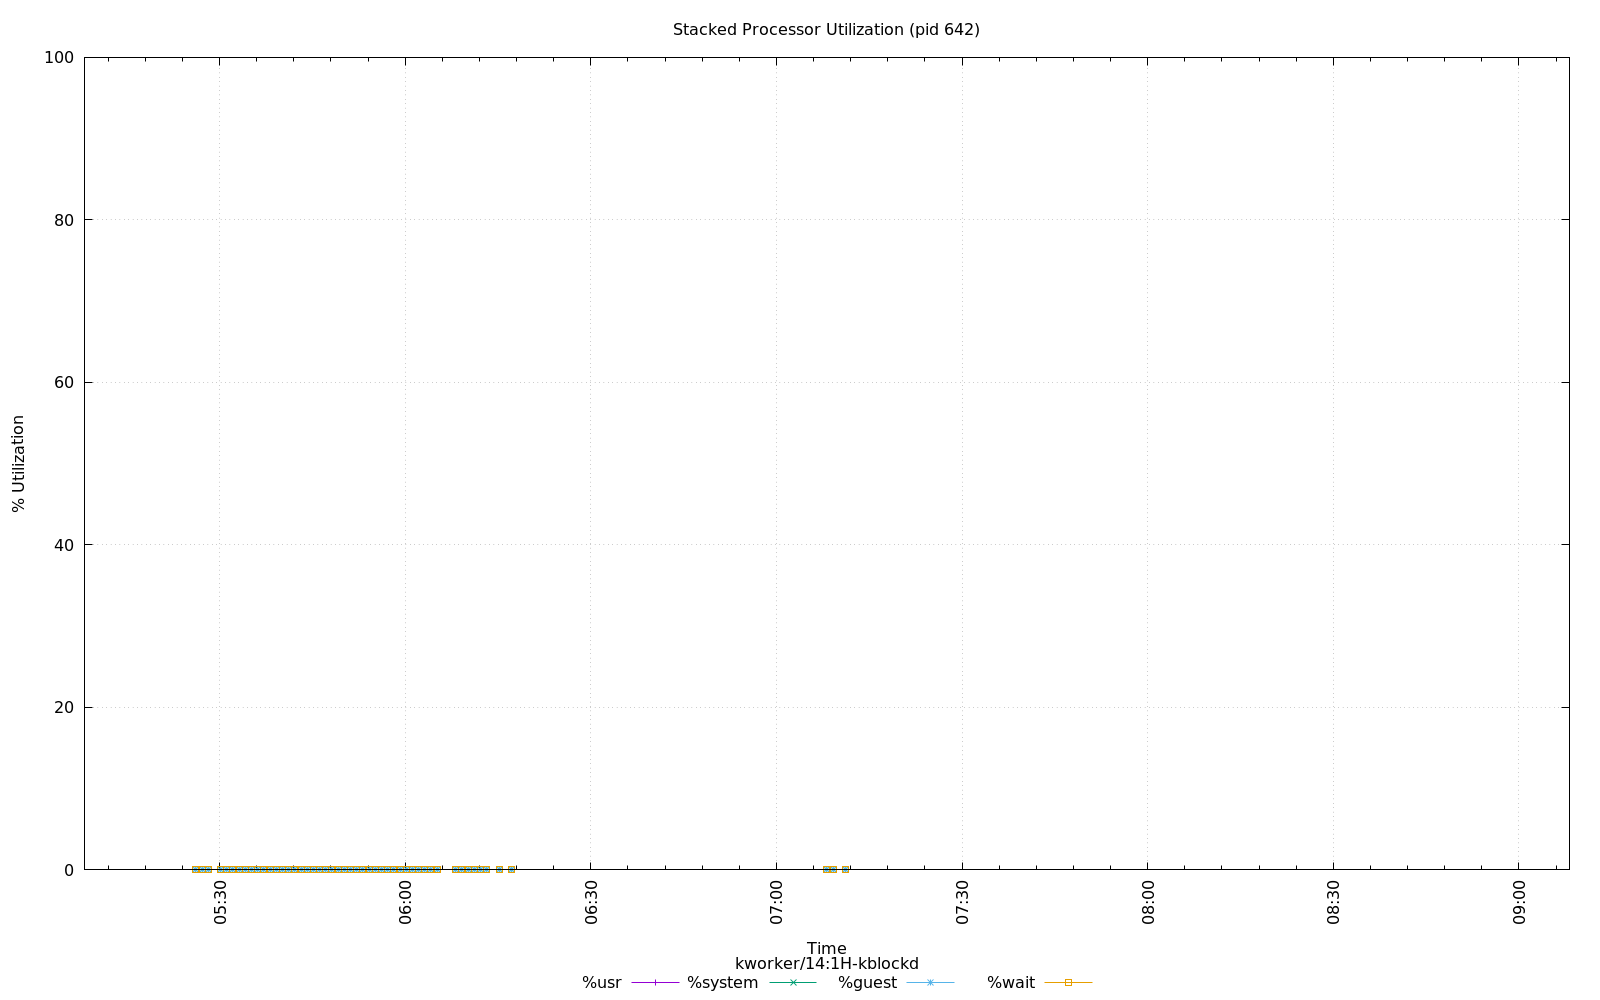 Stacked Processor Utilization (pid 642)
100
80
60
40
20
0
% Utilization
05:30
06:00
06:30
07:00
07:30
08:00
08:30
09:00
Time
kworker/14:1H-kblockd
%usr %system %guest %wait